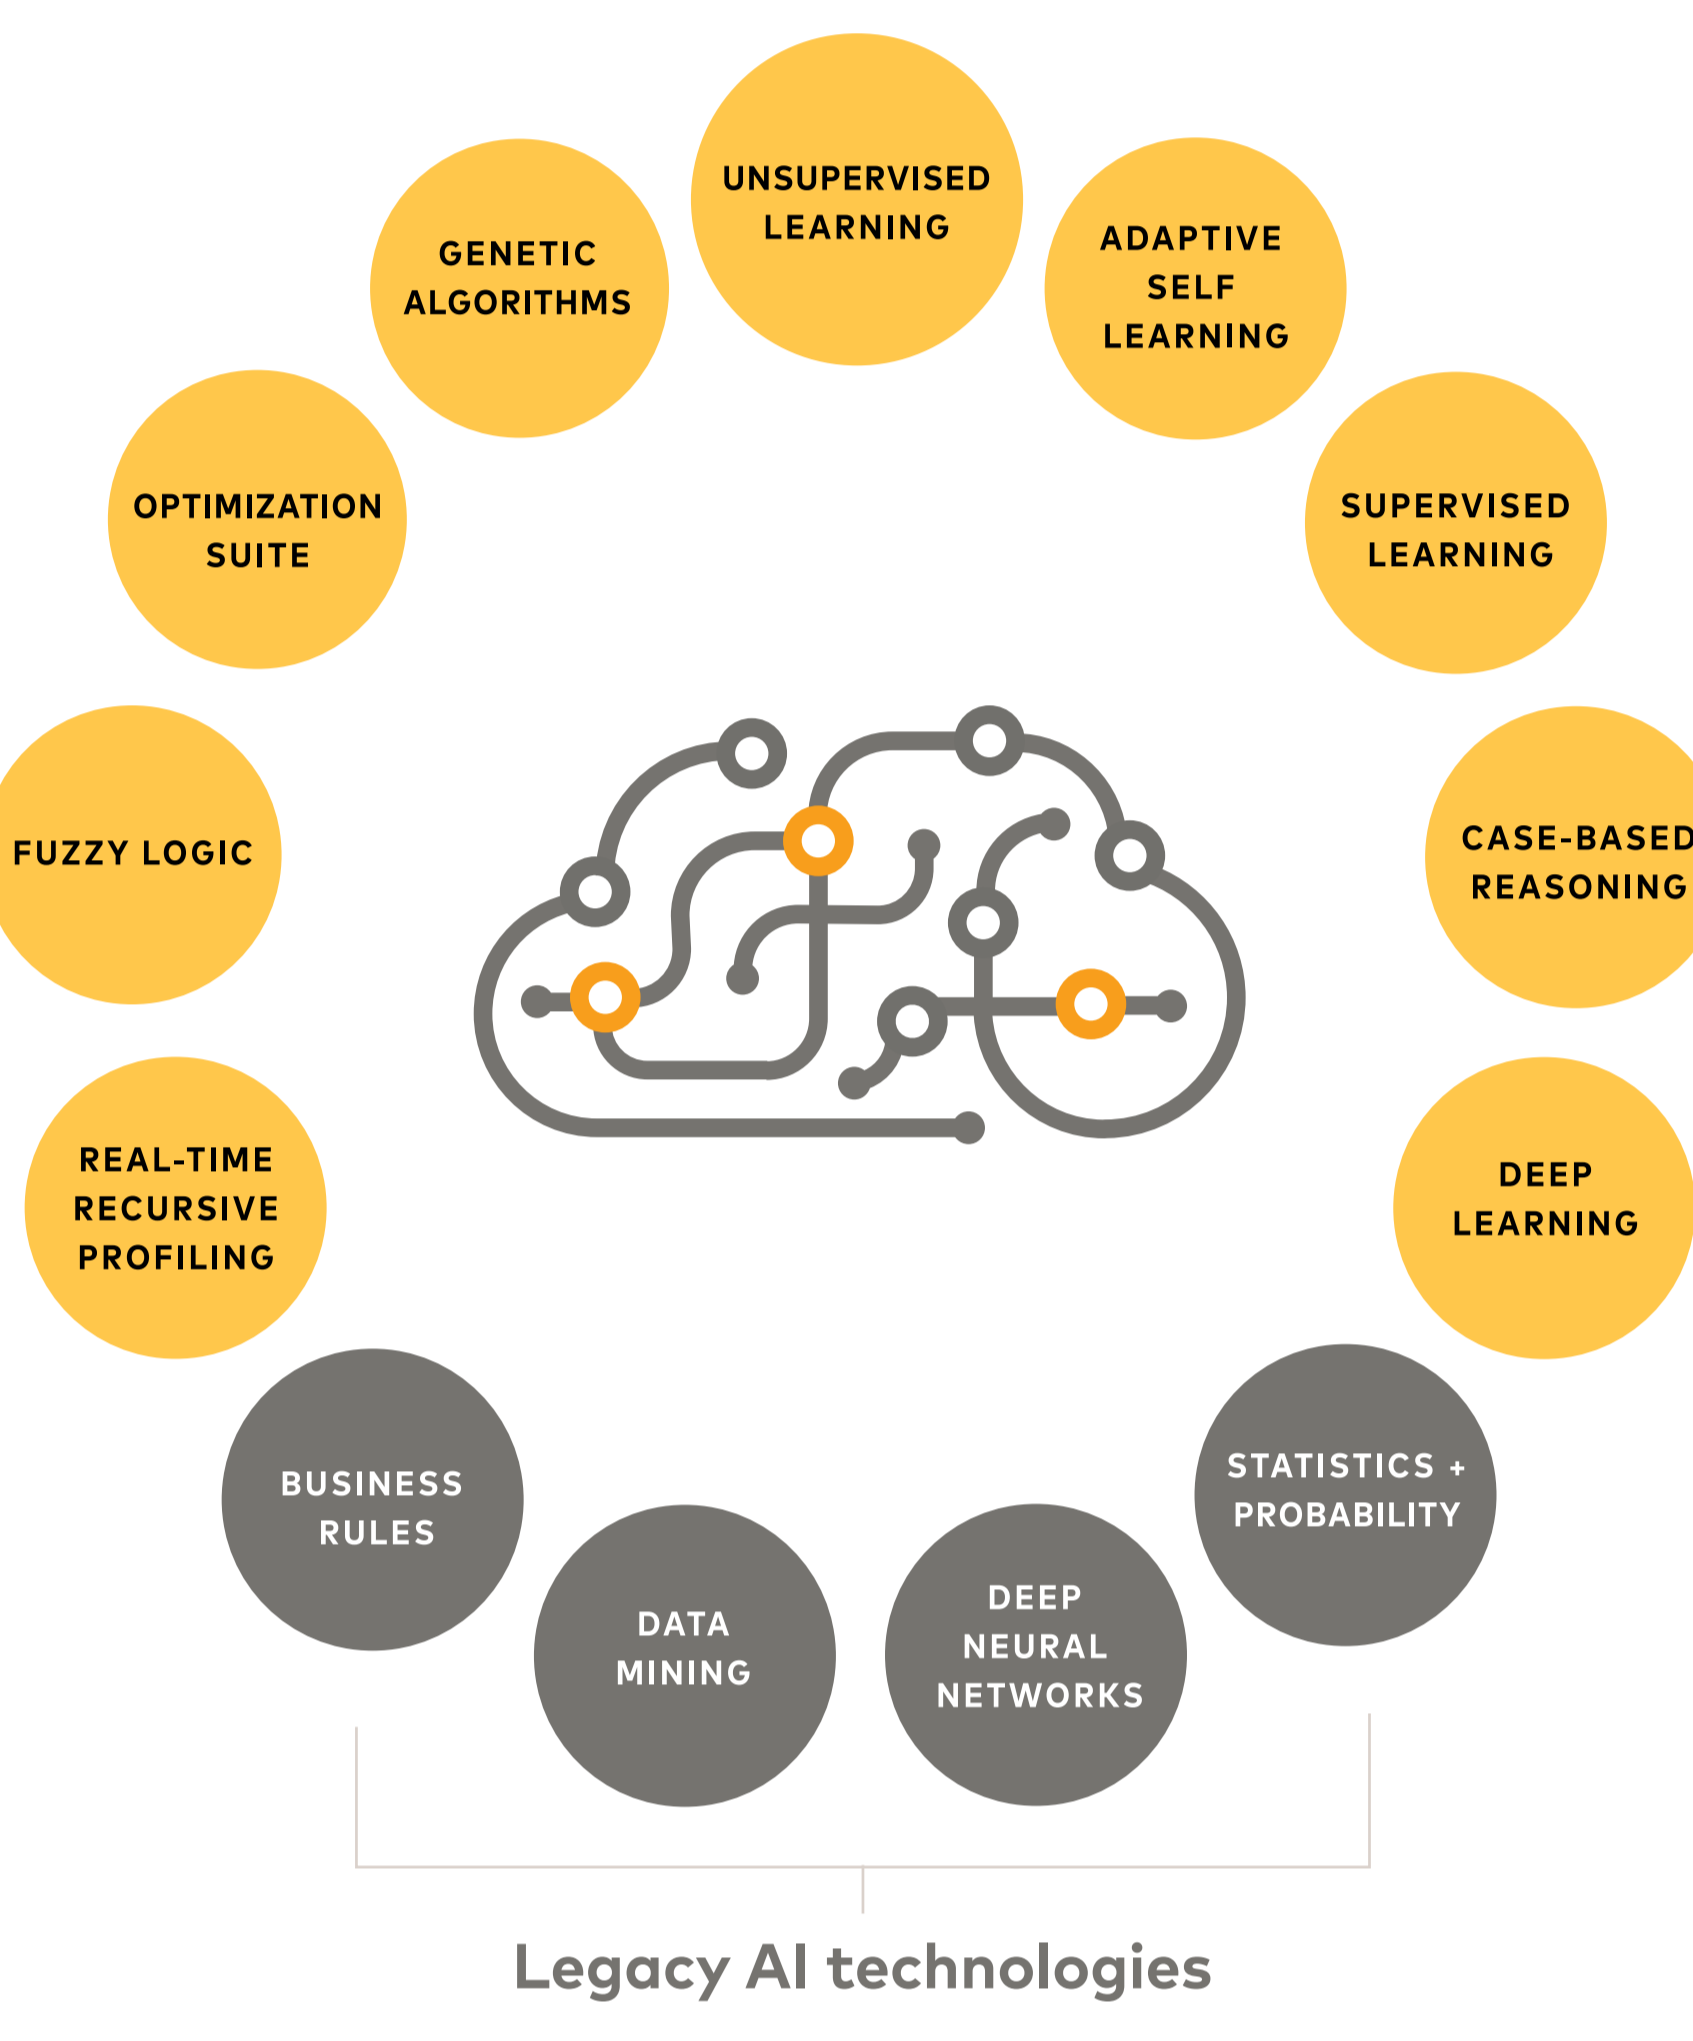 UNSUPERVISED
LEARNING
GENETIC
ALGORITHMS
ADAPTIVE
SELF
LEARNING
OPTIMIZATION
SUITE
SUPERVISED
LEARNING
FUZZY LOGIC
CASE-BASED
REASONING
REAL-TIME
RECURSIVE
PROFILING
DEEP
LEARNING
BUSINESS
RULES
STATISTICS +
PROBABILITY
DATA
MINING
DEEP
NEURAL
NETWORKS
Legacy AI technologies